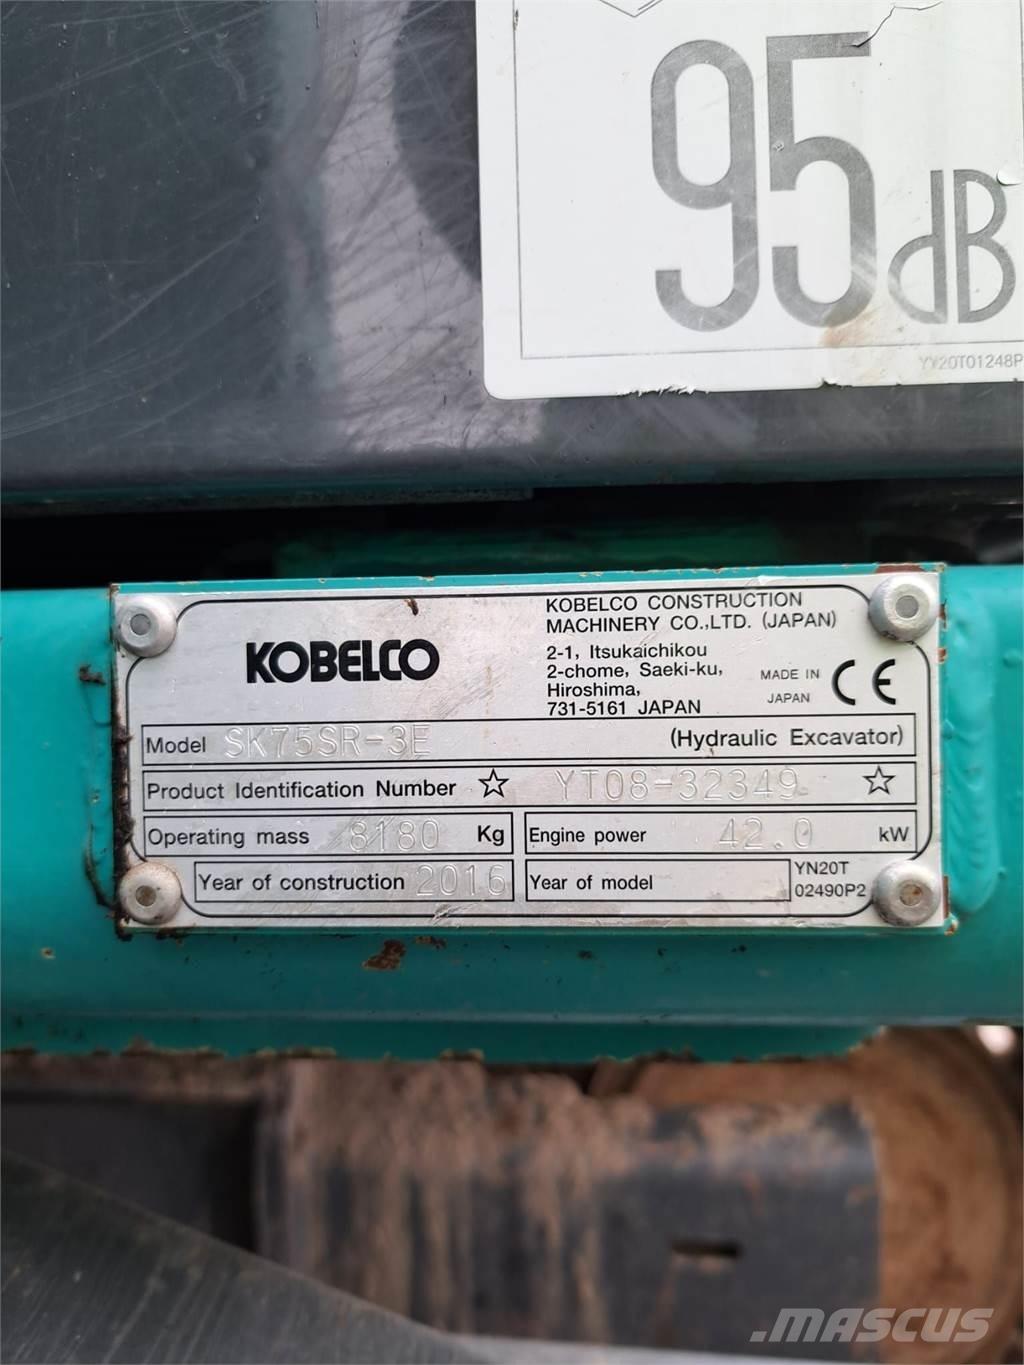 95 dB
YY20T01248P
KOBELCO
KOBELCO CONSTRUCTION
MACHINERY CO.,LTD. (JAPAN)
2-1, Itsukaichikou
2-chome, Saeki-ku,
Hiroshima,
731-5161 JAPAN
MADE IN
JAPAN
CE
Model SK75SR-3E (Hydraulic Excavator)
Product Identification Number ☆ YT08-32349 ☆
Operating mass 8180 Kg
Engine power 42.0 kW
Year of construction 2016
Year of model
YN20T
02490P2
.MASCUS